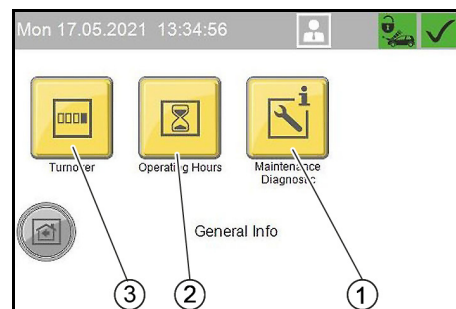 Mon 17.05.2021 13:34:56
Turnover
Operating Hours
Maintenance
Diagnostic
General Info
3
2
1